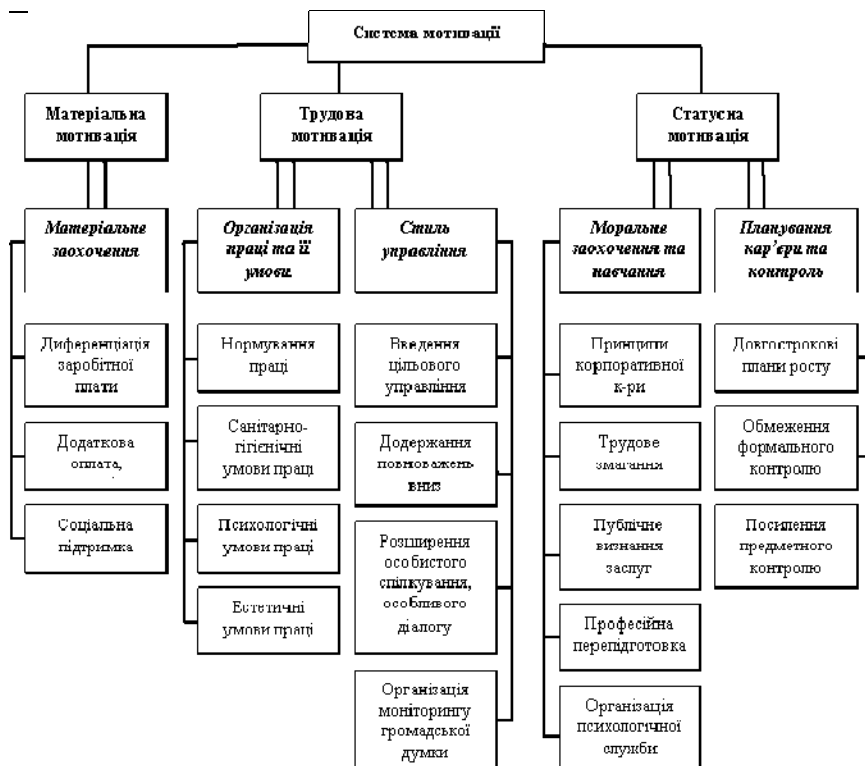 Система мотивації
Матеріальна
мотивація
Трудова
мотивація
Статусна
мотивація
Матеріальне
заохочення
Організація
праці та її
умови
Стиль
управління
Моральне
заохочення та
навчання
Планування
кар’єри та
контроль
Диференціація
заробітної
плати
Додаткова
оплата,
Соціальна
підтримка
Нормування
праці
Санітарно-
гігієнічні
умови праці
Психологічні
умови праці
Естетичні
умови праці
Введення
цільового
управління
Додержання
повноважень
вниз
Розширення
особистого
спілкування,
особливого
діалогу
Організація
моніторингу
громадської
думки
Принципи
корпоративної
к-ри
Трудове
змагання
Публічне
визнання
заслуг
Професійна
перепідготовка
Організація
психологічної
служби
Довгострокові
плани росту
Обмеження
формального
контролю
Посилення
предметного
контролю